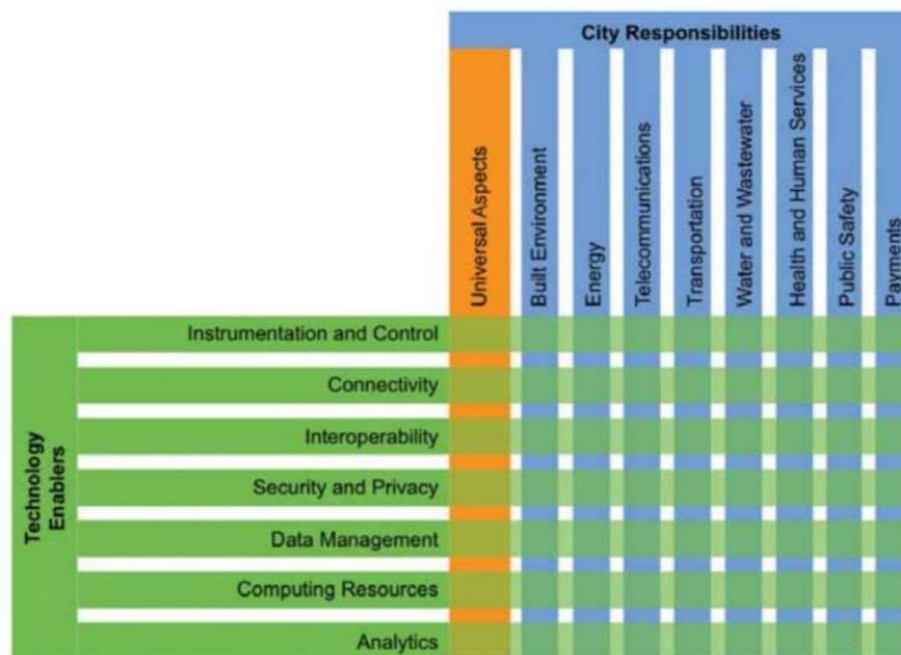 City Responsibilities
Universal Aspects
Built Environment
Energy
Telecommunications
Transportation
Water and Wastewater
Health and Human Services
Public Safety
Payments
Technology
Enablers
Instrumentation and Control
Connectivity
Interoperability
Security and Privacy
Data Management
Computing Resources
Analytics